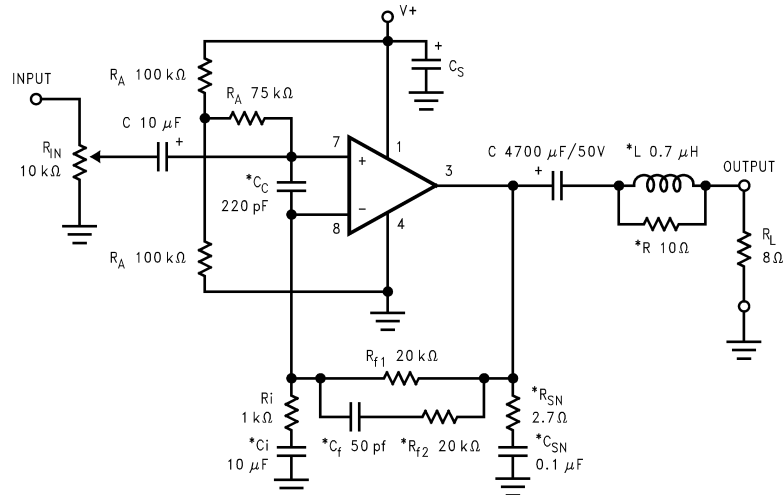 V+
C_S
INPUT
R_A 100 kΩ
R_A 75 kΩ
C 10 μF
+
R_IN
10 kΩ
7
1
+
*C_C
220 pF
−
8
4
3
C 4700 μF/50V
+
*L 0.7 μH
OUTPUT
*R 10Ω
R_L
8Ω
R_A 100 kΩ
R_f1 20 kΩ
Ri
1 kΩ
*Ci
10 μF
*C_f 50 pf
*R_f2 20 kΩ
*R_SN
2.7Ω
*C_SN
0.1 μF
+